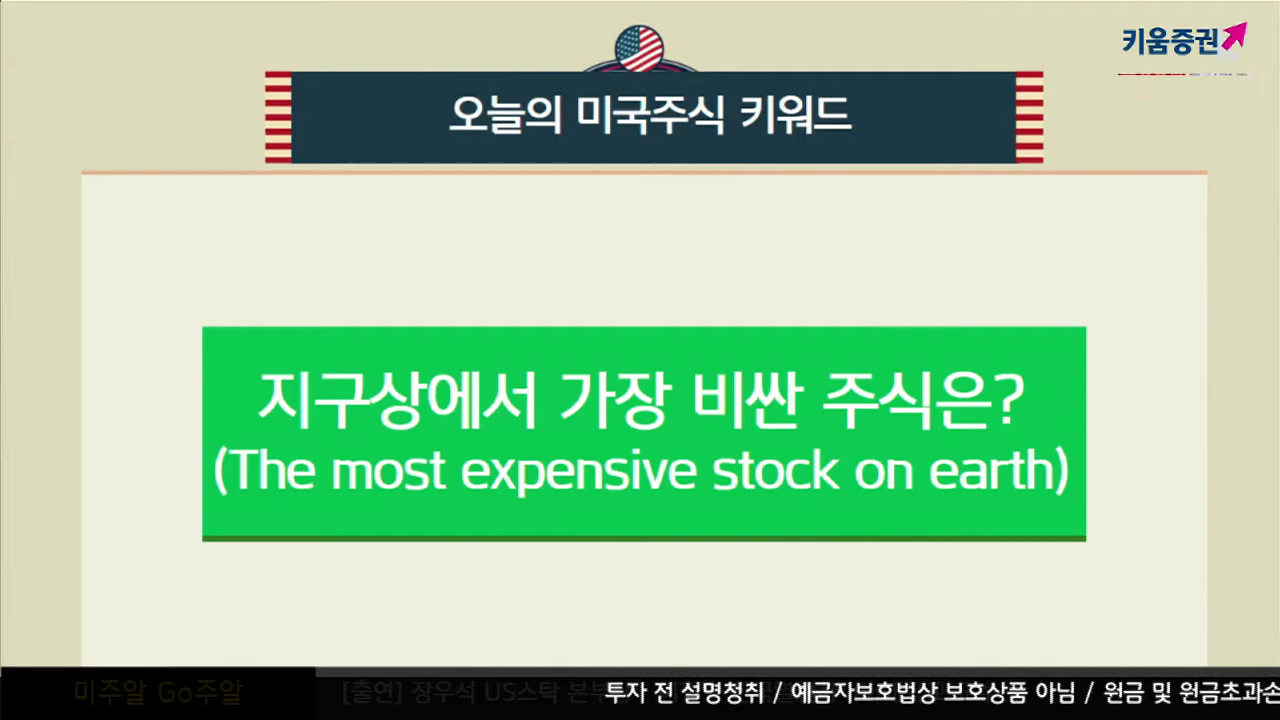 키움증권
오늘의 미국주식 키워드
지구상에서 가장 비싼 주식은?
(The most expensive stock on earth)
미주알 Go주알
[출연] 장우석 US스탁 본부
투자 전 설명청취 / 예금자보호법상 보호상품 아님 / 원금 및 원금초과손